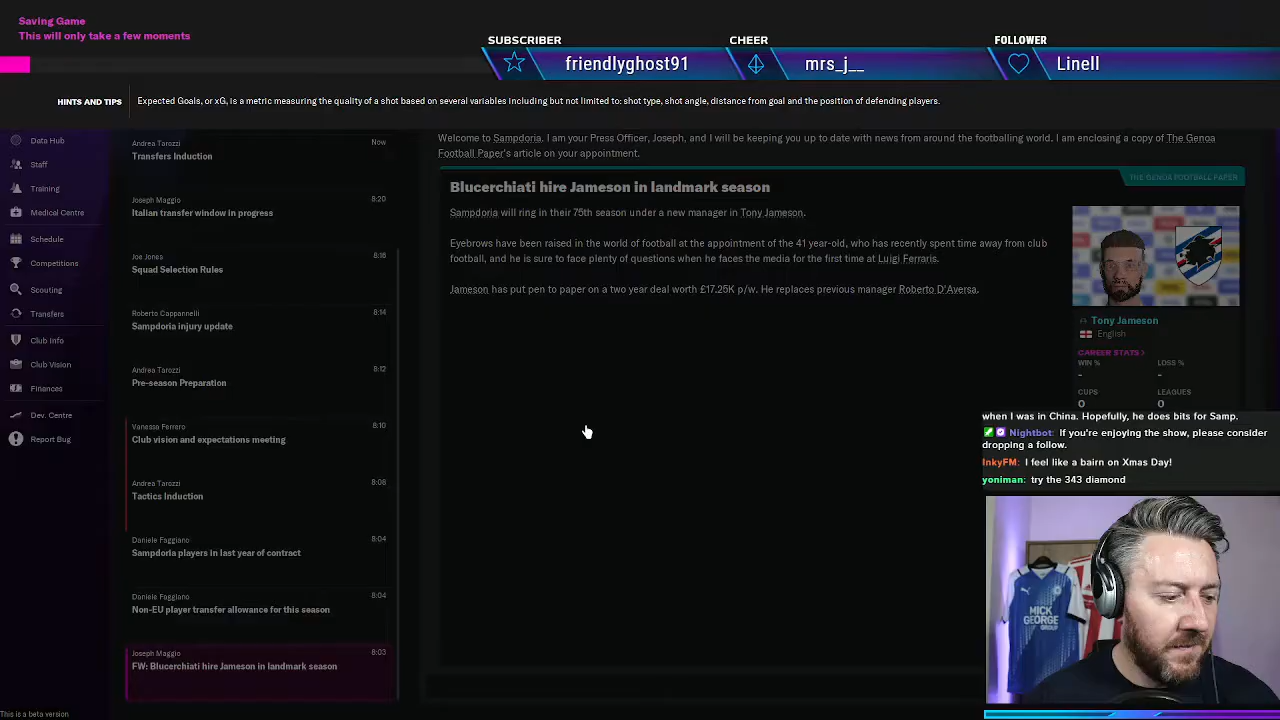 Saving Game
This will only take a few moments
SUBSCRIBER
friendlyghost91
CHEER
mrs_j__
FOLLOWER
Linell
HINTS AND TIPS
Expected Goals, or xG, is a metric measuring the quality of a shot based on several variables including but not limited to: shot type, shot angle, distance from goal and the position of defending players.
Data Hub
Staff
Training
Medical Centre
Schedule
Competitions
Scouting
Transfers
Club Info
Club Vision
Finances
Dev. Centre
Report Bug
This is a beta version
Andrea Tarozzi
Now
Transfers Induction
Joseph Maggio
8:20
Italian transfer window in progress
Joe Jones
8:18
Squad Selection Rules
Roberto Cappannelli
8:14
Sampdoria injury update
Andrea Tarozzi
8:12
Pre-season Preparation
Vanessa Ferrero
8:10
Club vision and expectations meeting
Andrea Tarozzi
8:08
Tactics Induction
Daniele Faggiano
8:04
Sampdoria players in last year of contract
Daniele Faggiano
8:04
Non-EU player transfer allowance for this season
Joseph Maggio
8:03
FW: Blucerchiati hire Jameson in landmark season
Welcome to Sampdoria. I am your Press Officer, Joseph, and I will be keeping you up to date with news from around the footballing world. I am enclosing a copy of The Genoa
Football Paper's article on your appointment.
THE GENOA FOOTBALL PAPER
Blucerchiati hire Jameson in landmark season
Sampdoria will ring in their 75th season under a new manager in Tony Jameson.
Eyebrows have been raised in the world of football at the appointment of the 41 year-old, who has recently spent time away from club
football, and he is sure to face plenty of questions when he faces the media for the first time at Luigi Ferraris.
Jameson has put pen to paper on a two year deal worth £17.25K p/w. He replaces previous manager Roberto D'Aversa.
Tony Jameson
English
CAREER STATS >
WIN %
LOSS %
-
-
CUPS
LEAGUES
0
0
when I was in China. Hopefully, he does bits for Samp.
Nightbot: If you're enjoying the show, please consider
dropping a follow.
InkyFM: I feel like a bairn on Xmas Day!
yoniman: try the 343 diamond
MICK
GEORGE